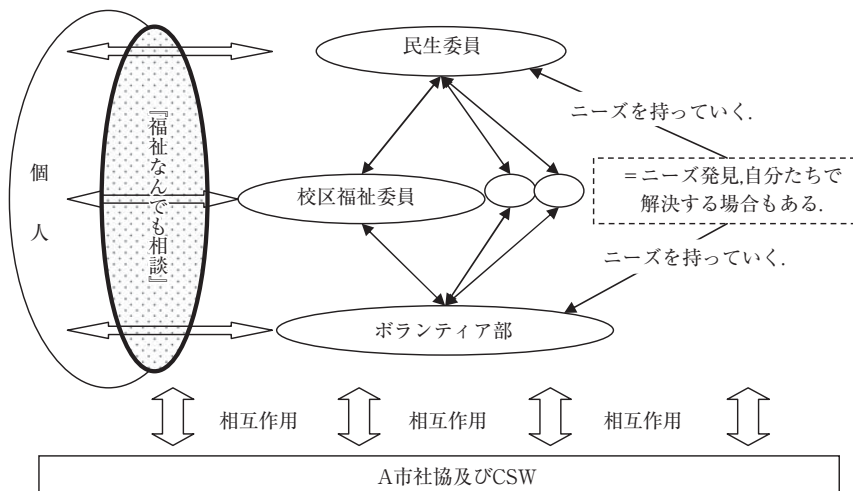 民生委員
ニーズを持っていく.
『福祉なんでも相談』
個人
校区福祉委員
＝ニーズ発見,自分たちで
解決する場合もある.
ニーズを持っていく.
ボランティア部
相互作用
相互作用
相互作用
A市社協及びCSW